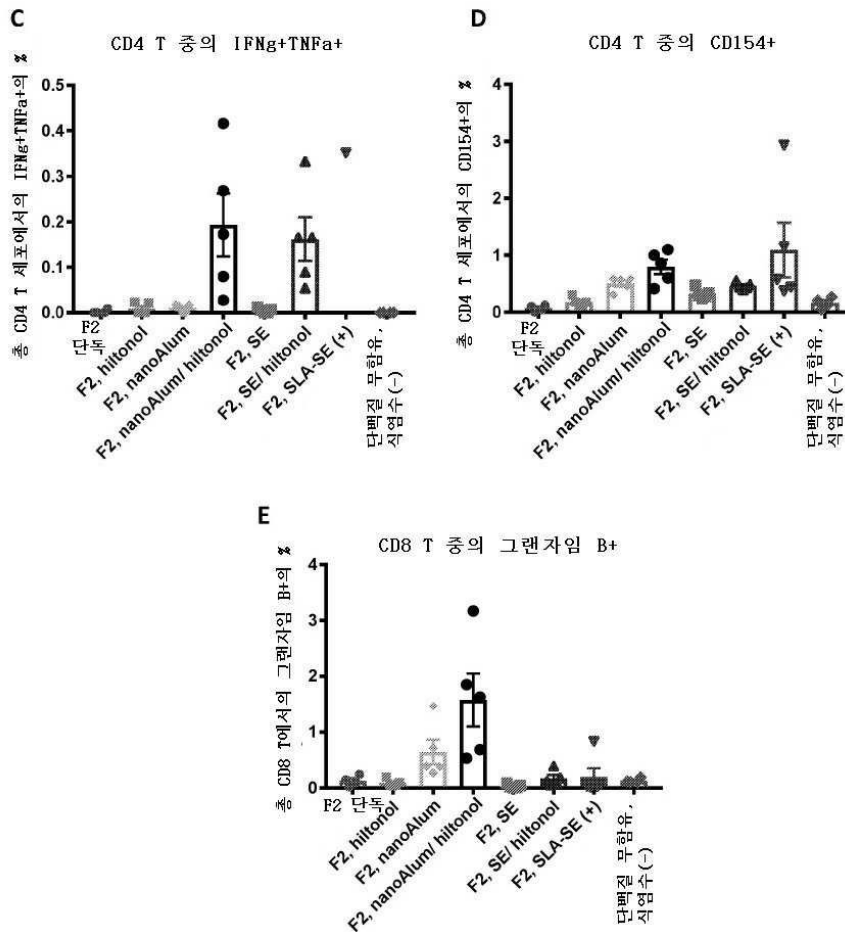 C
CD4 T 중의 IFNg+TNFa+
총 CD4 T 세포에서의 IFNg+TNFa+의 %
0.5
0.4
0.3
0.2
0.1
0.0
F2
단독
F2, hiltonol
F2, nanoAlum
F2, nanoAlum/ hiltonol
F2, SE
F2, SE/ hiltonol
F2, SLA-SE (+)
단백질 무함유,
식염수(-)
D
CD4 T 중의 CD154+
총 CD4 T 세포에서의 CD154+의 %
4
3
2
1
0
F2
단독
F2, hiltonol
F2, nanoAlum
F2, nanoAlum/ hiltonol
F2, SE
F2, SE/ hiltonol
F2, SLA-SE (+)
단백질 무함유,
식염수(-)
E
CD8 T 중의 그랜자임 B+
총 CD8 T에서의 그랜자임 B+의 %
4
3
2
1
0
F2 단독
F2, hiltonol
F2, nanoAlum
F2, nanoAlum/ hiltonol
F2, SE
F2, SE/ hiltonol
F2, SLA-SE (+)
단백질 무함유,
식염수(-)